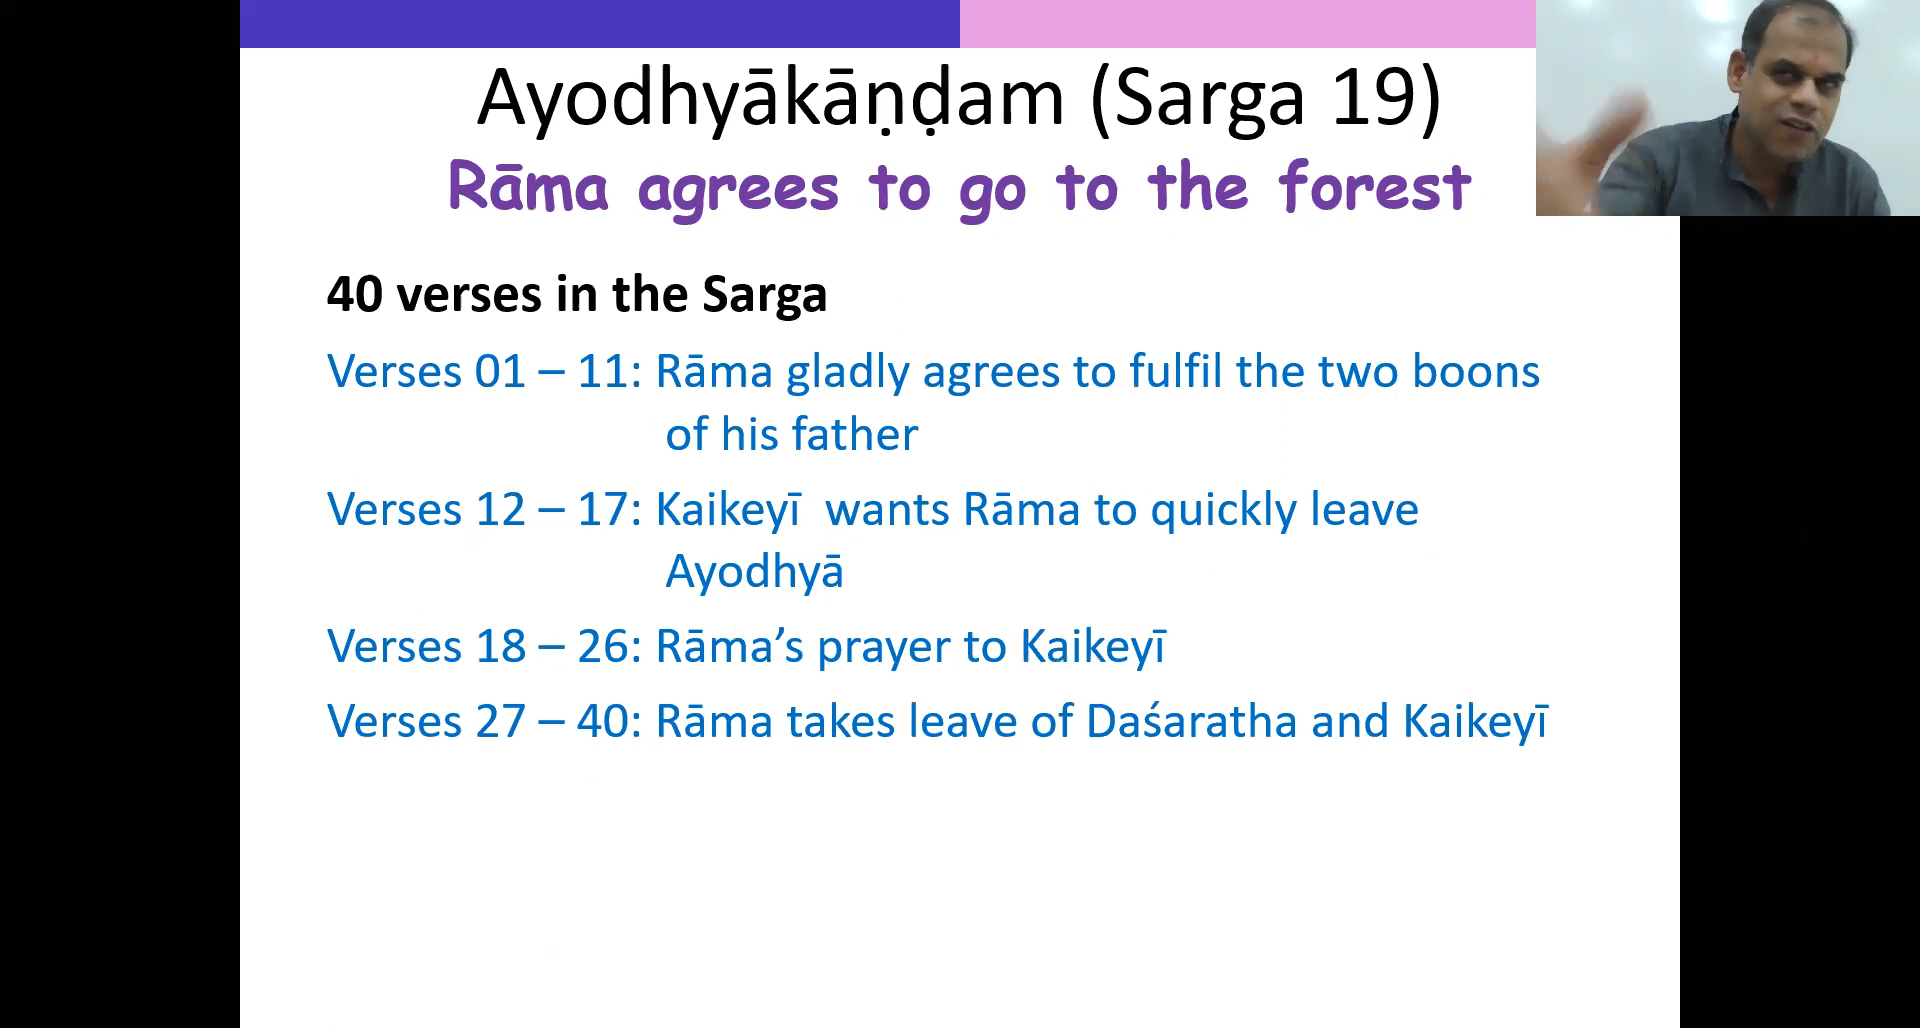 Ayodhyākāṇḍam (Sarga 19)
Rāma agrees to go to the forest
40 verses in the Sarga
Verses 01 – 11: Rāma gladly agrees to fulfil the two boons
of his father
Verses 12 – 17: Kaikeyī  wants Rāma to quickly leave
Ayodhyā
Verses 18 – 26: Rāma’s prayer to Kaikeyī
Verses 27 – 40: Rāma takes leave of Daśaratha and Kaikeyī